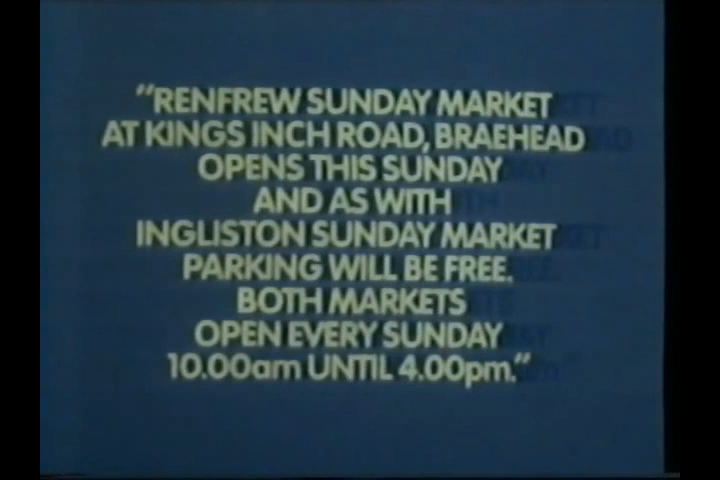 "RENFREW SUNDAY MARKET
AT KINGS INCH ROAD, BRAEHEAD
OPENS THIS SUNDAY
AND AS WITH
INGLISTON SUNDAY MARKET
PARKING WILL BE FREE.
BOTH MARKETS
OPEN EVERY SUNDAY
10.00am UNTIL 4.00pm."